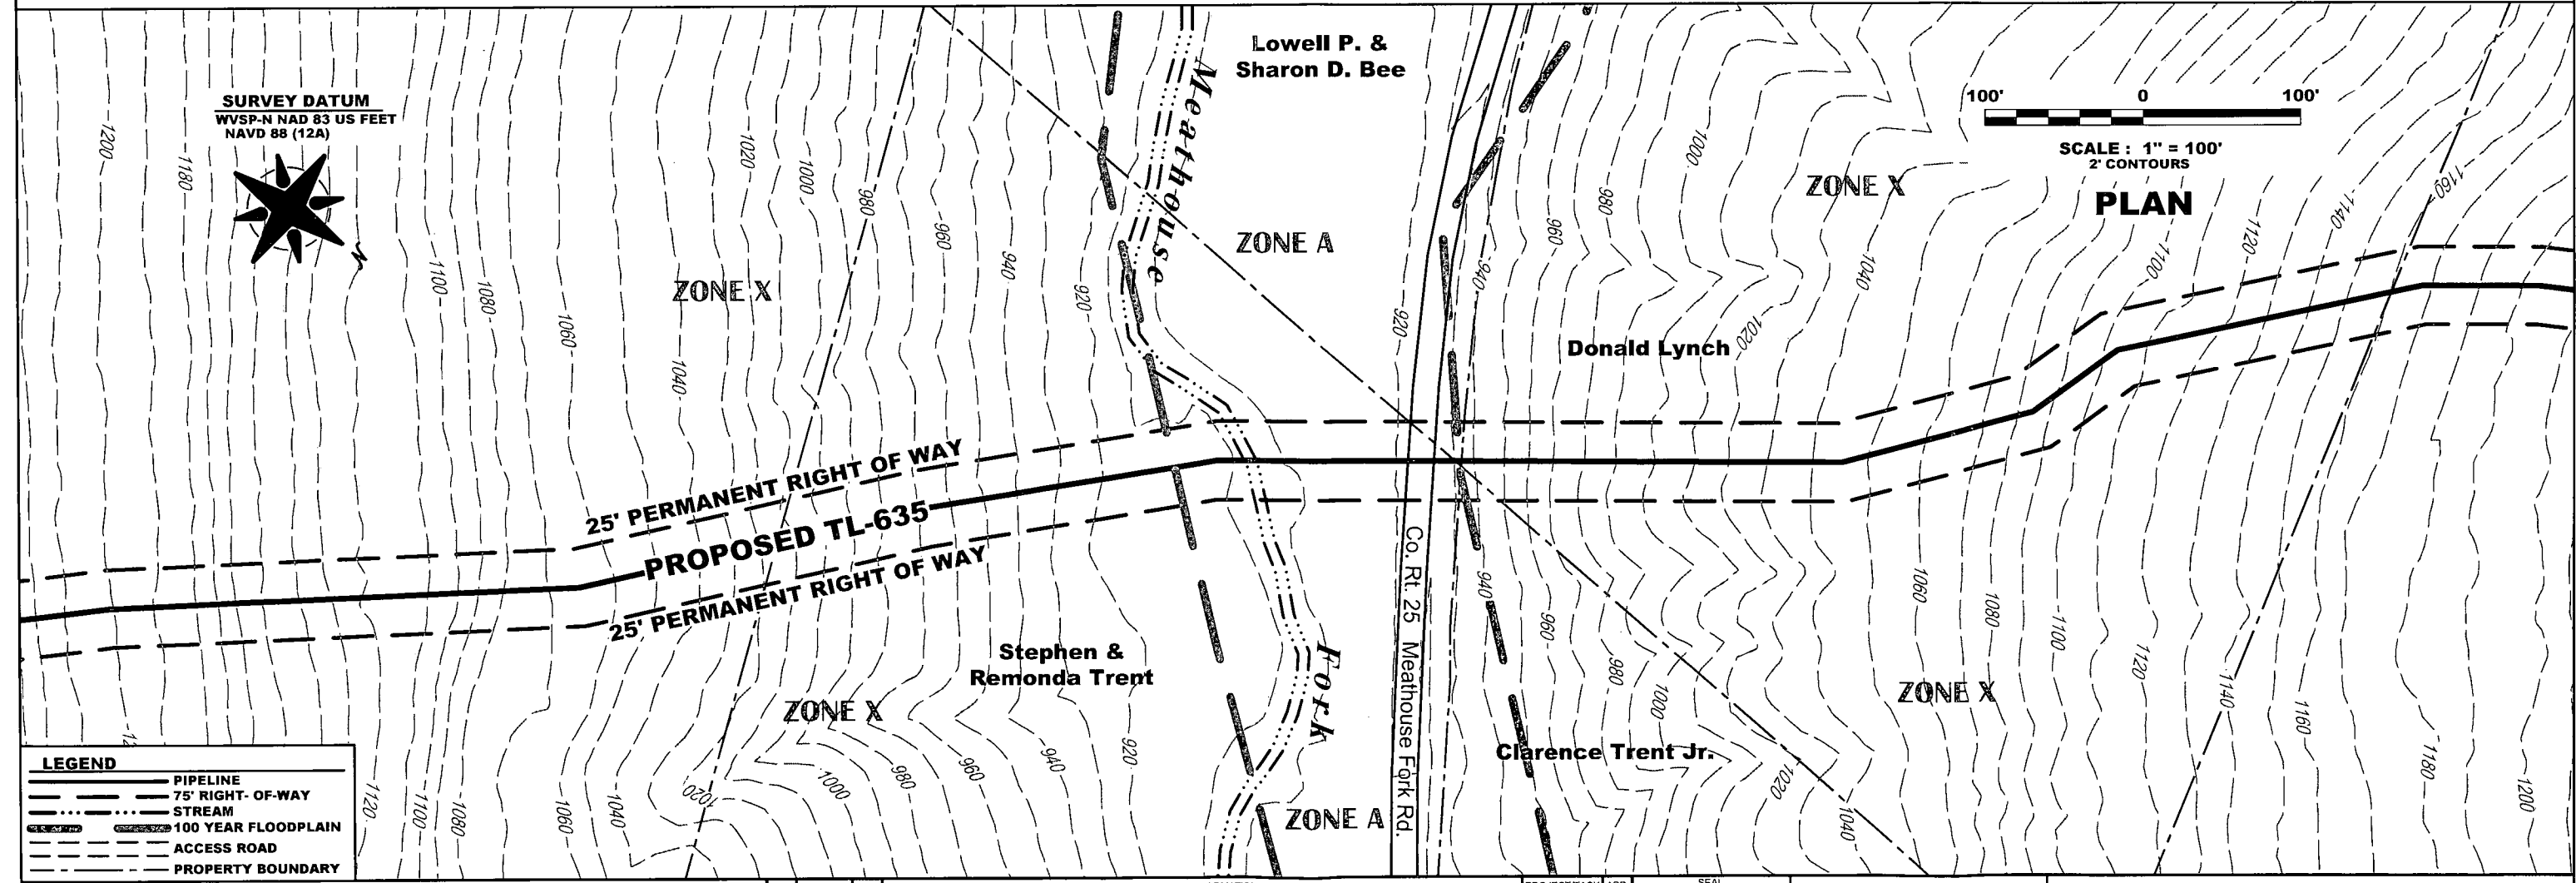 SURVEY DATUM
WVSP-N NAD 83 US FEET
NAVD 88 (12A)
N
Lowell P. &
Sharon D. Bee
Meathouse
100' 0 100'
SCALE : 1" = 100'
2' CONTOURS
PLAN
ZONE X
ZONE A
ZONE X
Donald Lynch
1200
1180
1100
1080
1060
1040
1020
1000
980
960
940
920
920
940
960
980
1000
1020
1040
1100
1120
1140
1160
25' PERMANENT RIGHT OF WAY
PROPOSED TL-635
25' PERMANENT RIGHT OF WAY
Stephen &
Remonda Trent
ZONE X
Fork
Co. Rt. 25 Meathouse Fork Rd.
ZONE A
Clarence Trent Jr.
ZONE X
1120
1100
1080
1060
1040
1020
1000
980
960
940
920
940
960
980
1000
1020
1040
1060
1080
1100
1120
1140
1160
1180
1200
LEGEND
PIPELINE
75' RIGHT- OF-WAY
STREAM
100 YEAR FLOODPLAIN
ACCESS ROAD
PROPERTY BOUNDARY
SEAL